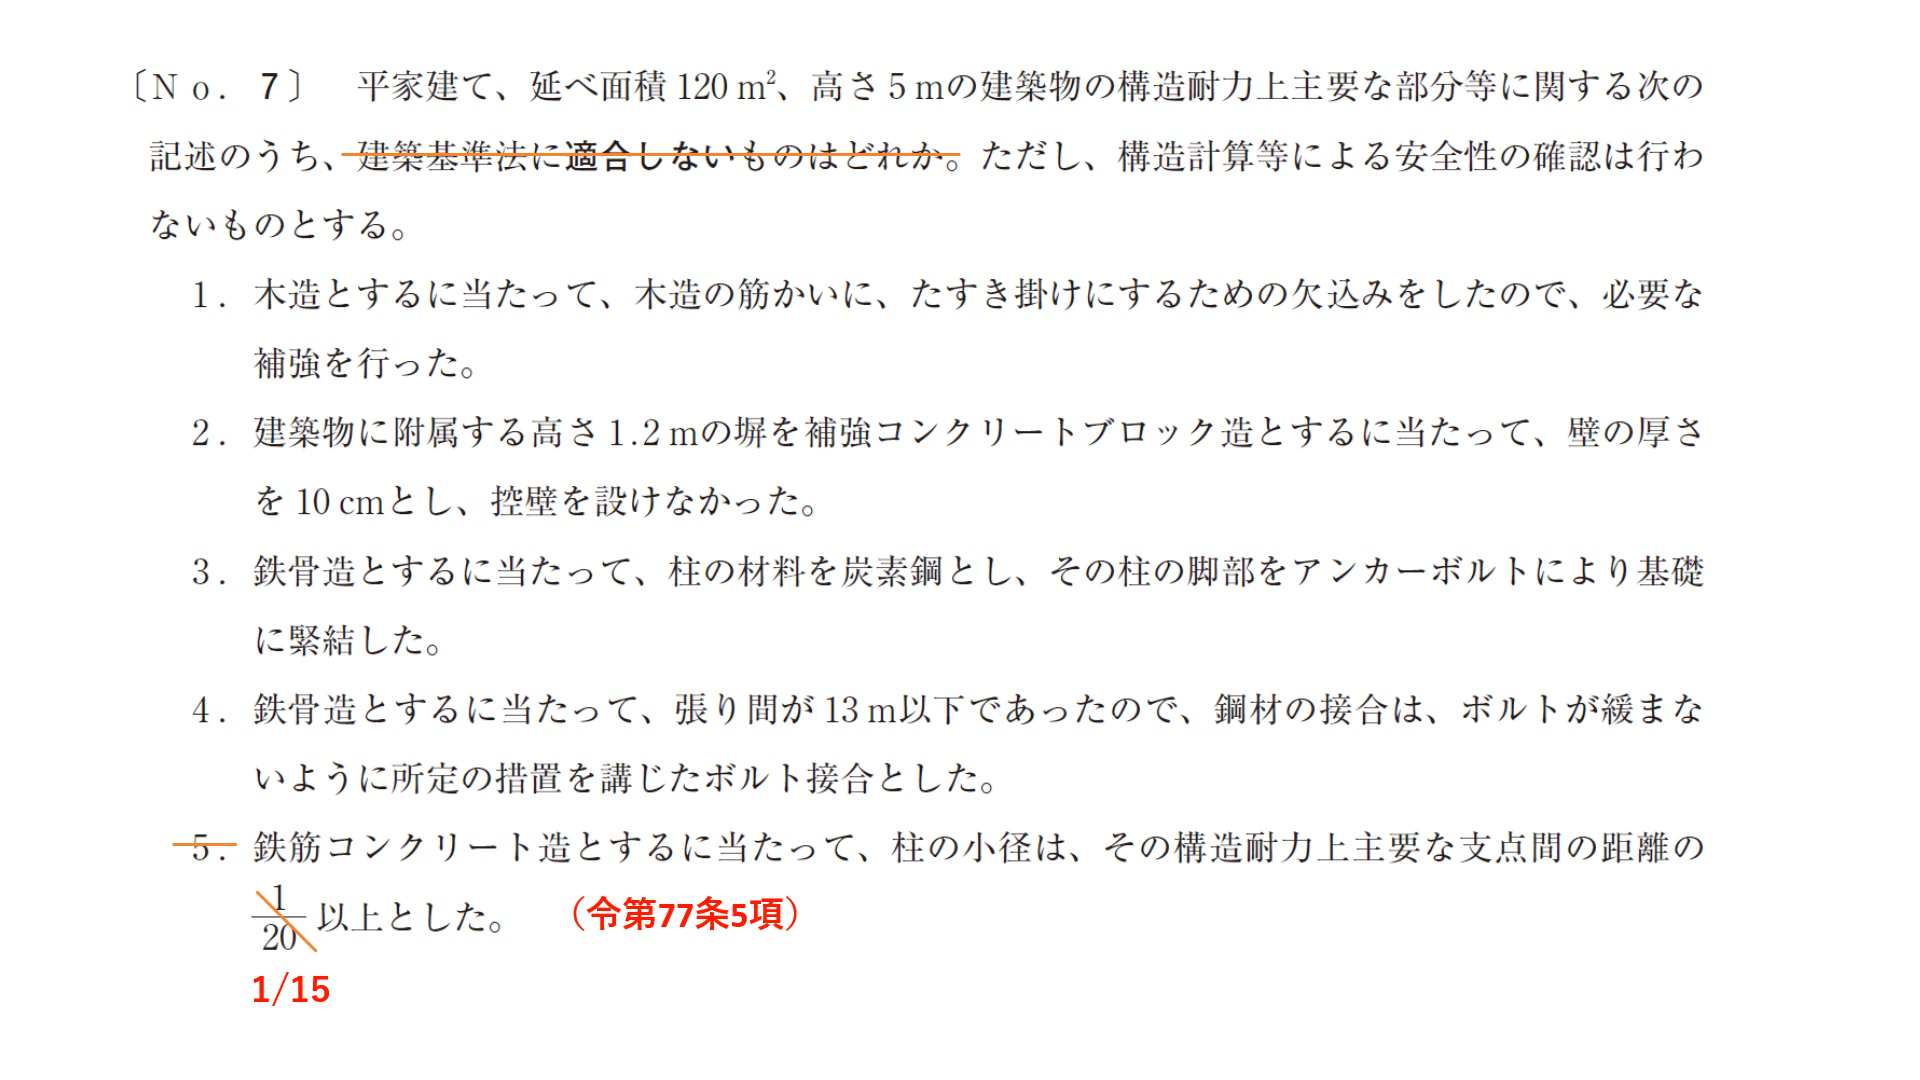 〔Ｎｏ．７〕　平家建て、延べ面積 120 m²、高さ 5 mの建築物の構造耐力上主要な部分等に関する次の
記述のうち、建築基準法に適合しないものはどれか。ただし、構造計算等による安全性の確認は行わ
ないものとする。
１．木造とするに当たって、木造の筋かいに、たすき掛けにするための欠込みをしたので、必要な
補強を行った。
２．建築物に附属する高さ 1.2 mの塀を補強コンクリートブロック造とするに当たって、壁の厚さ
を 10 cmとし、控壁を設けなかった。
３．鉄骨造とするに当たって、柱の材料を炭素鋼とし、その柱の脚部をアンカーボルトにより基礎
に緊結した。
４．鉄骨造とするに当たって、張り間が 13 m以下であったので、鋼材の接合は、ボルトが緩まな
いように所定の措置を講じたボルト接合とした。
５．鉄筋コンクリート造とするに当たって、柱の小径は、その構造耐力上主要な支点間の距離の
1/20 以上とした。　（令第77条5項）
1/15